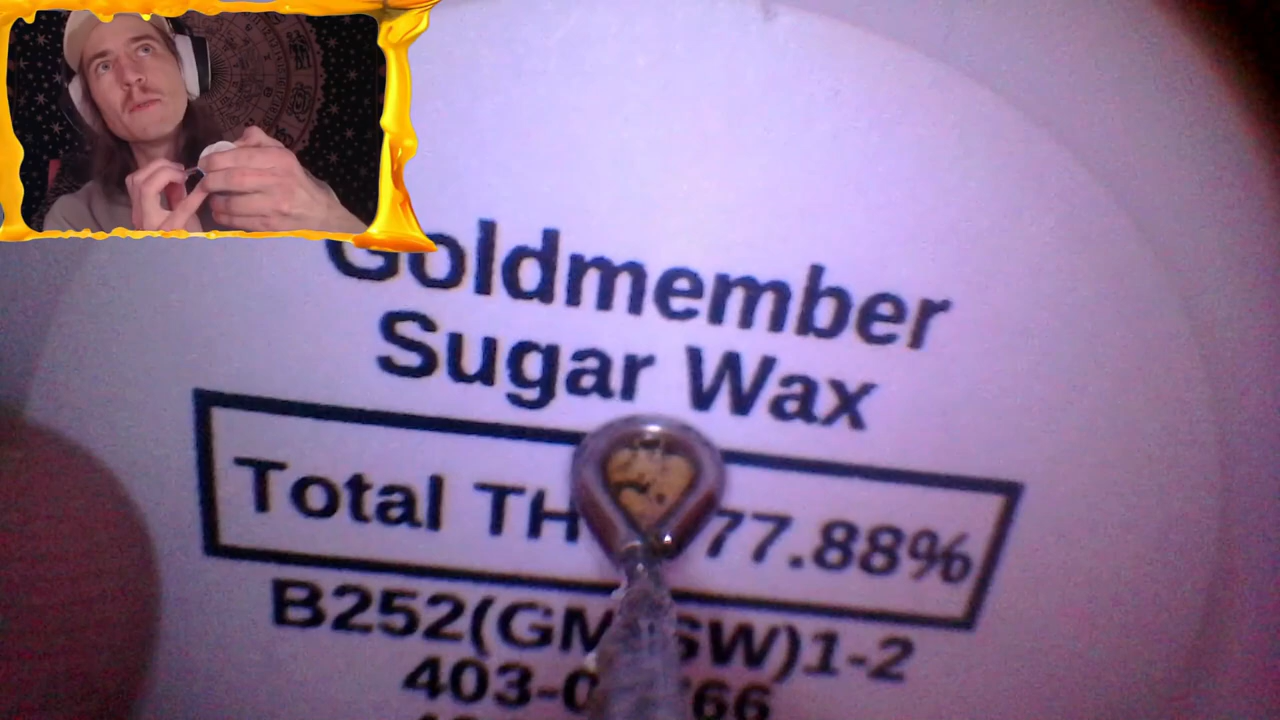 Goldmember
Sugar Wax
Total TH 77.88%
B252(GM SW)1-2
403-0 66